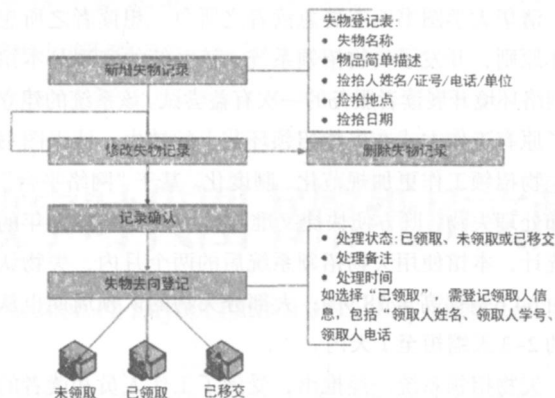 失物登记表:
• 失物名称
• 物品简单描述
• 捡拾人姓名/证号/电话/单位
• 捡拾地点
• 捡拾日期
新增失物记录
修改失物记录
删除失物记录
记录确认
失物去向登记
• 处理状态:已领取、未领取或已移交
• 处理备注
• 处理时间
如选择“已领取”,需登记领取人信
息,包括“领取人姓名、领取人学号、
领取人电话
未领取
已领取
已移交